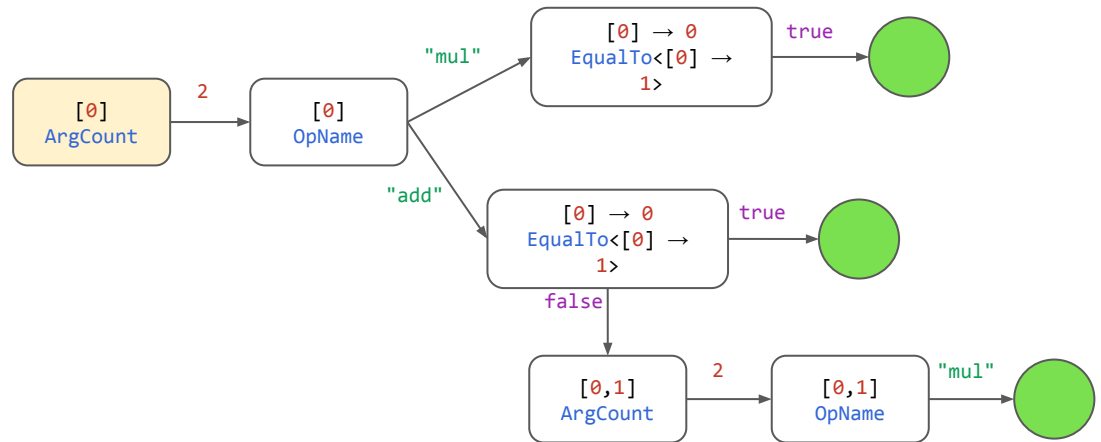 [0]
ArgCount
2
[0]
OpName
"mul"
[0] → 0
EqualTo<[0] →
1>
true
"add"
[0] → 0
EqualTo<[0] →
1>
true
false
[0,1]
ArgCount
2
[0,1]
OpName
"mul"